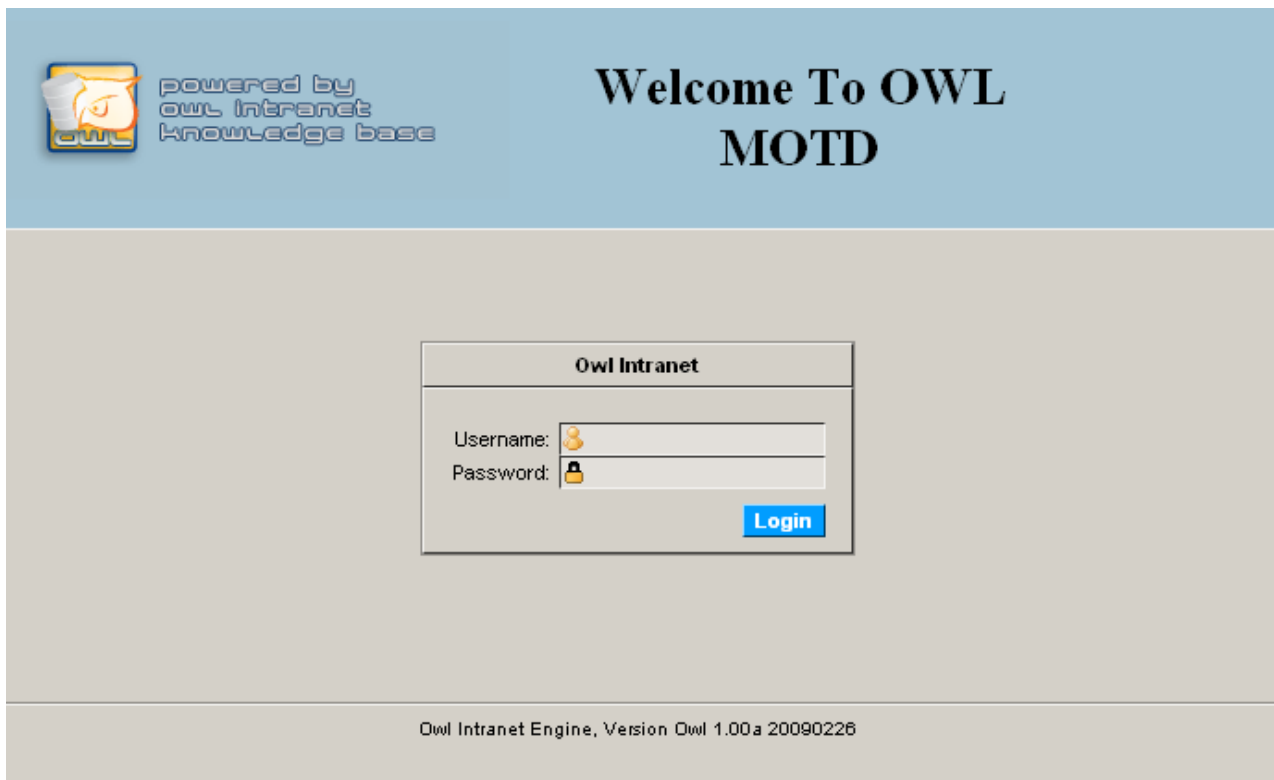 powered by
owl intranet
knowledge base
OWL
Welcome To OWL
MOTD
Owl Intranet
Username:
Password:
Login
Owl Intranet Engine, Version Owl 1.00a 20090226